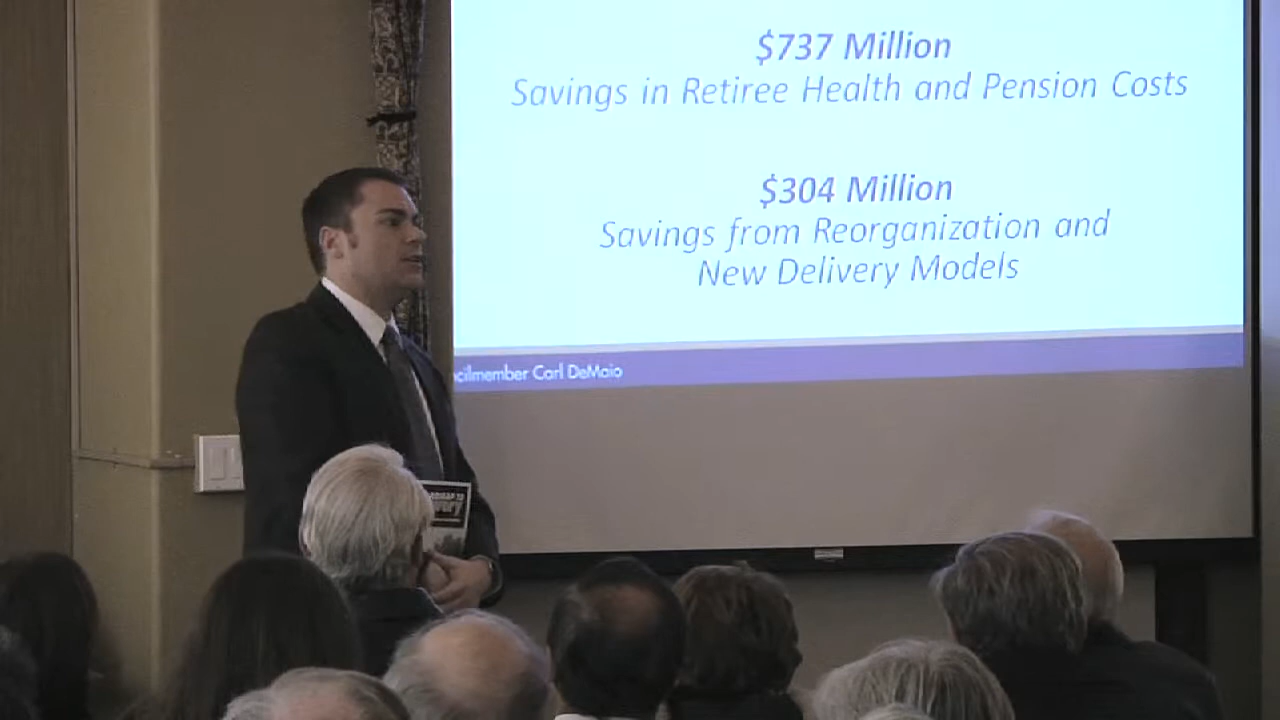 $737 Million
Savings in Retiree Health and Pension Costs
$304 Million
Savings from Reorganization and
New Delivery Models
cilmember Carl DeMaio